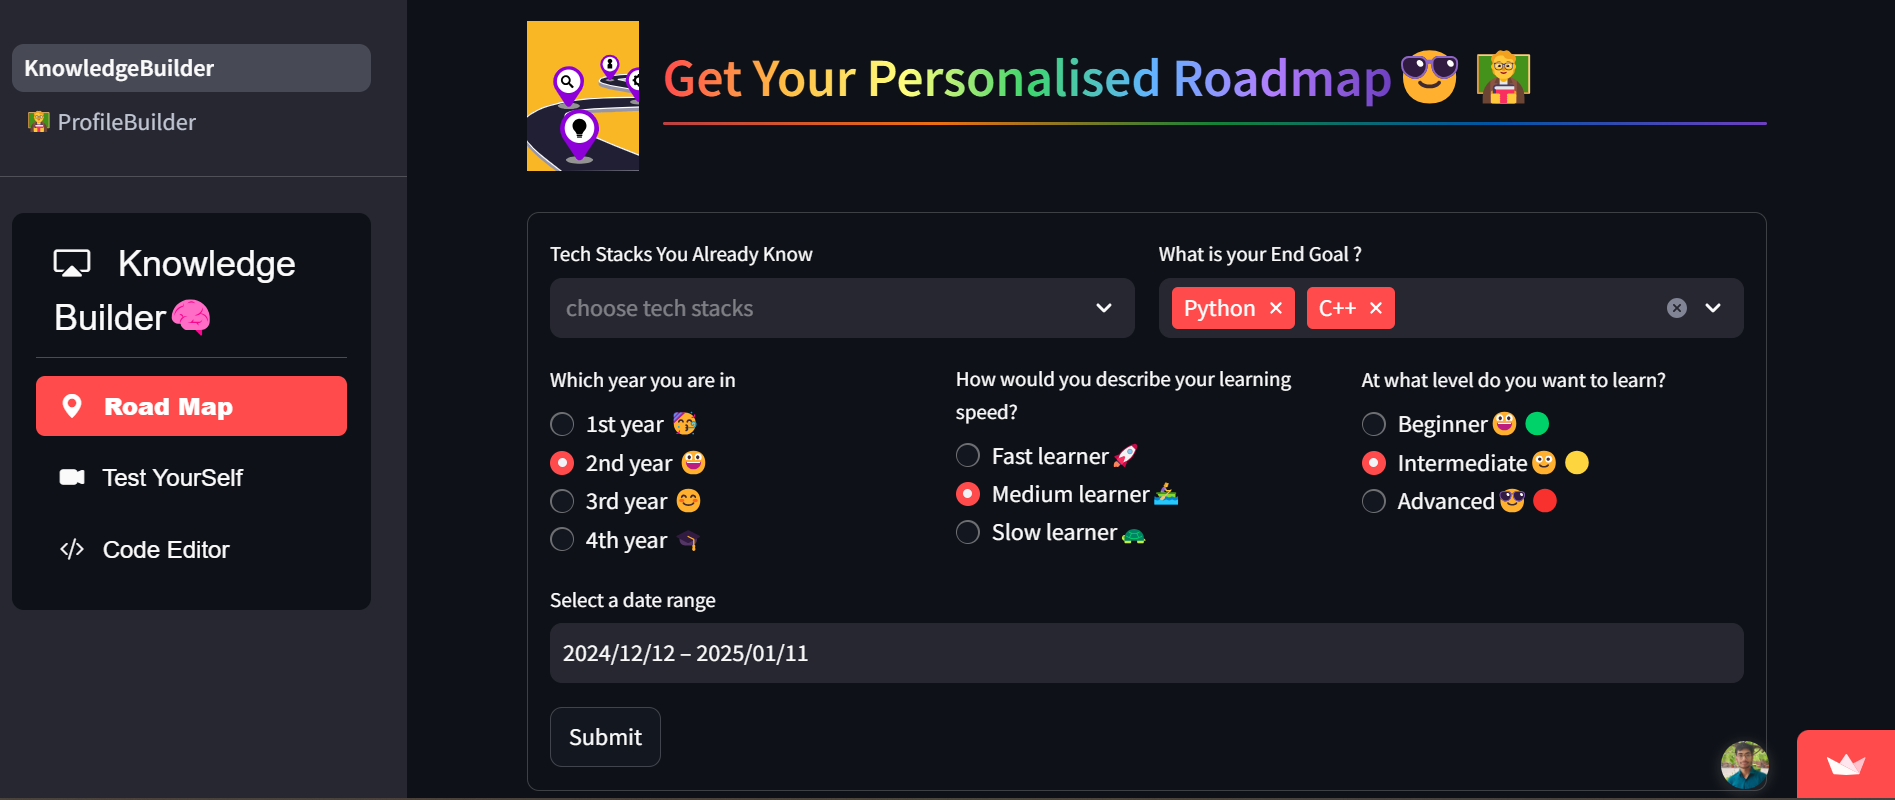 KnowledgeBuilder
ProfileBuilder
Knowledge
Builder
Road Map
Test YourSelf
Code Editor
Get Your Personalised Roadmap
Tech Stacks You Already Know
choose tech stacks
What is your End Goal ?
Python × C++ ×
Which year you are in
1st year
2nd year
3rd year
4th year
How would you describe your learning
speed?
Fast learner
Medium learner
Slow learner
At what level do you want to learn?
Beginner
Intermediate
Advanced
Select a date range
2024/12/12 – 2025/01/11
Submit